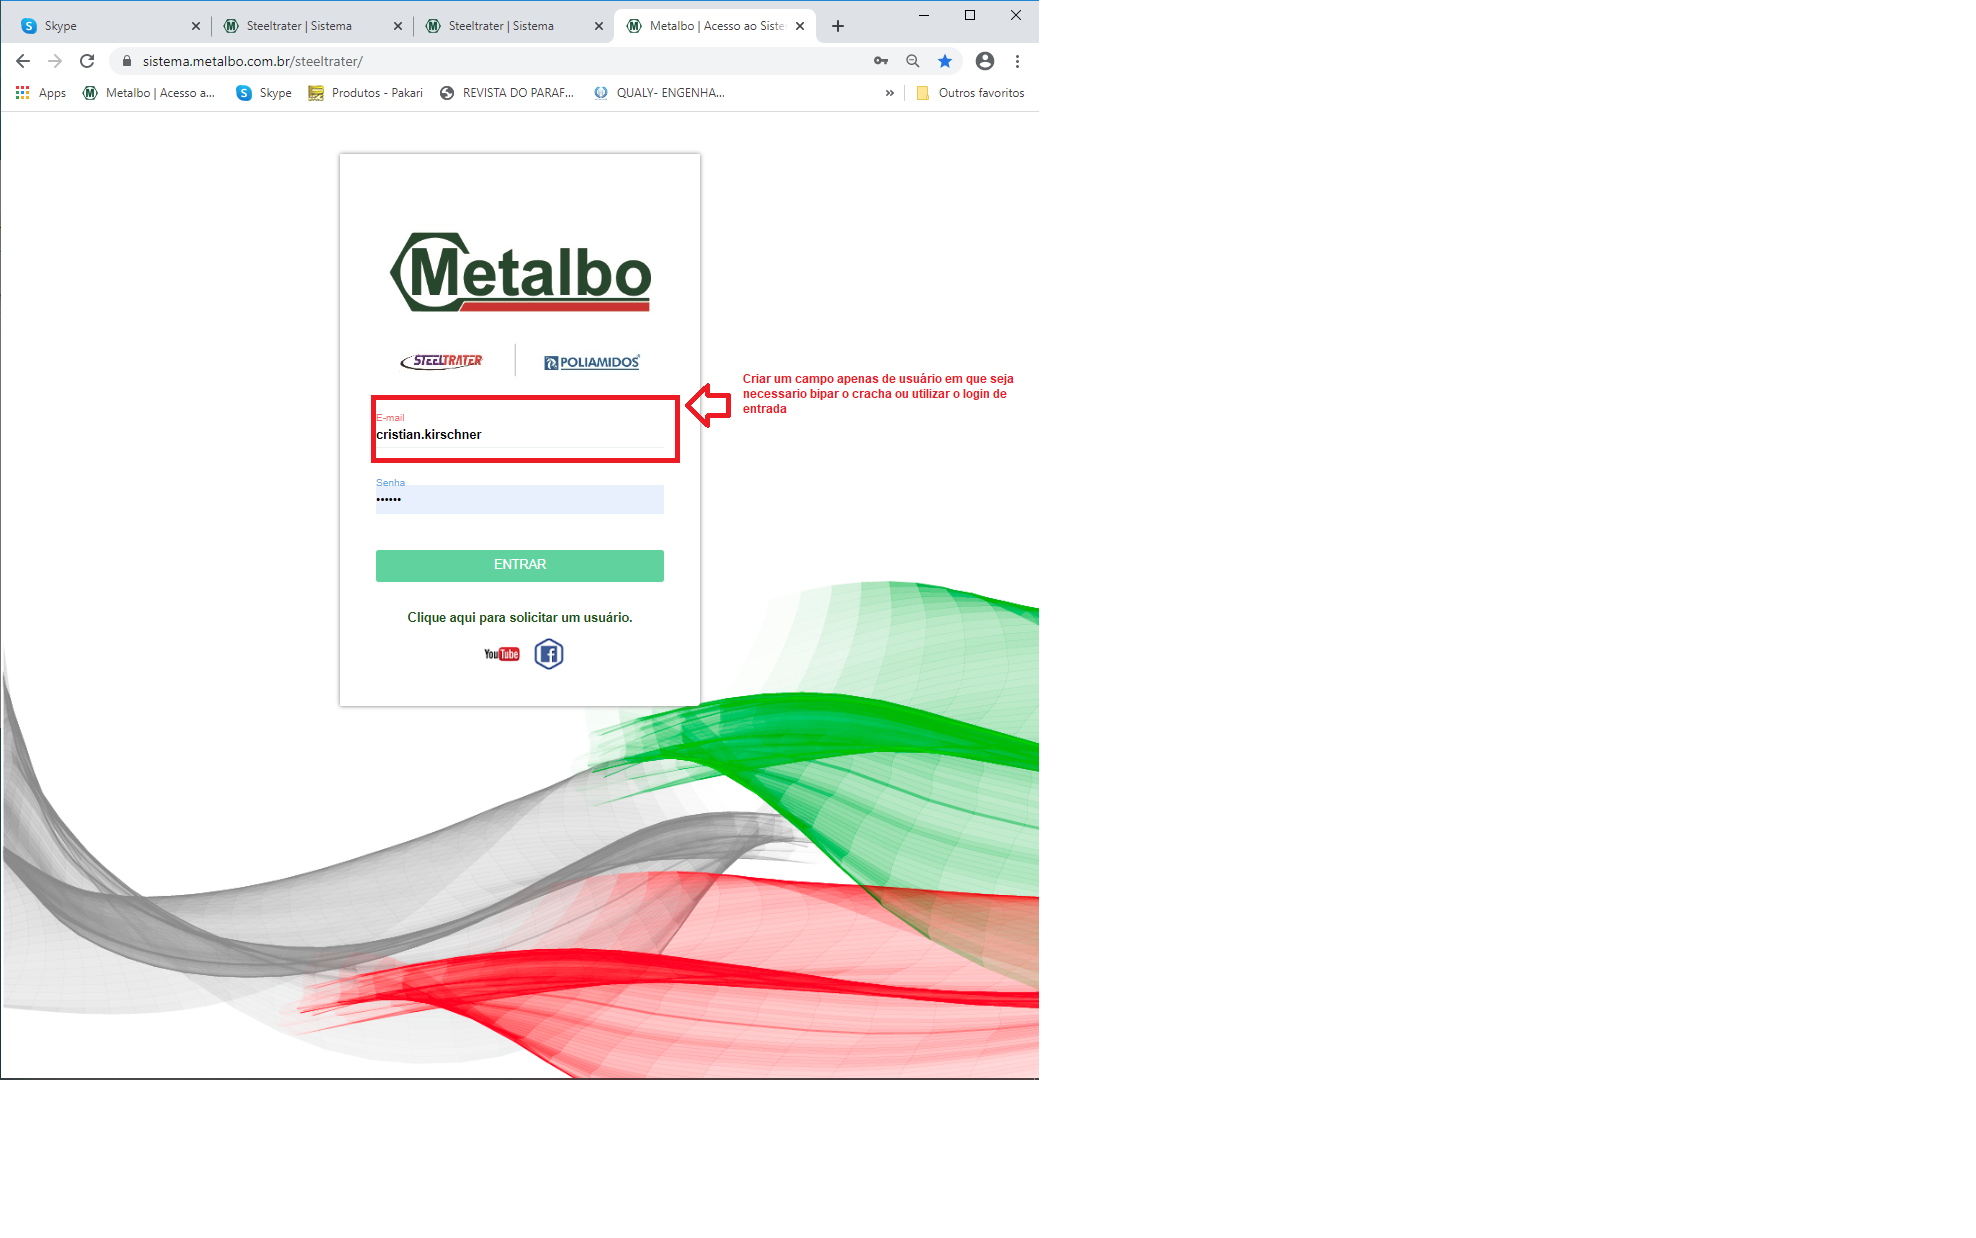 Skype
Steeltrater | Sistema
Steeltrater | Sistema
Metalbo | Acesso ao Siste
sistema.metalbo.com.br/steeltrater/
Apps
Metalbo | Acesso a...
Skype
Produtos - Pakari
REVISTA DO PARAF...
QUALY- ENGENHA...
»
Outros favoritos
Metalbo
STEELTRATER
POLIAMIDOS
Criar um campo apenas de usuário em que seja
necessario bipar o cracha ou utilizar o login de
entrada
E-mail
cristian.kirschner
Senha
••••••
ENTRAR
Clique aqui para solicitar um usuário.
YouTube